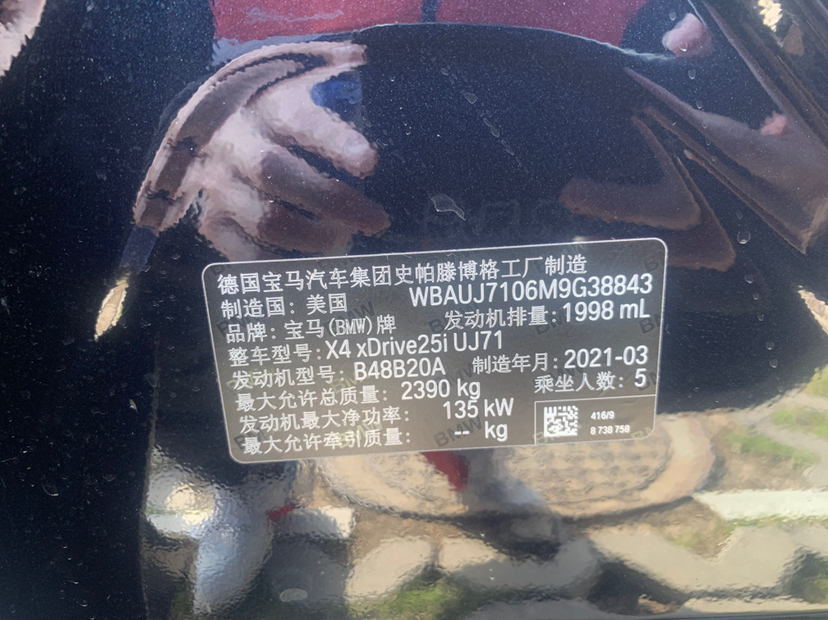 德国宝马汽车集团史帕滕博格工厂制造
制造国：美国 WBAUJ7106M9G38843
品牌：宝马(BMW)牌 发动机排量：1998 mL
整车型号：X4 xDrive25i UJ71
发动机型号：B48B20A 制造年月：2021-03
最大允许总质量：2390 kg 乘坐人数：5
发动机最大净功率：135 kW
最大允许牵引质量：-- kg
416/9
8 738 758